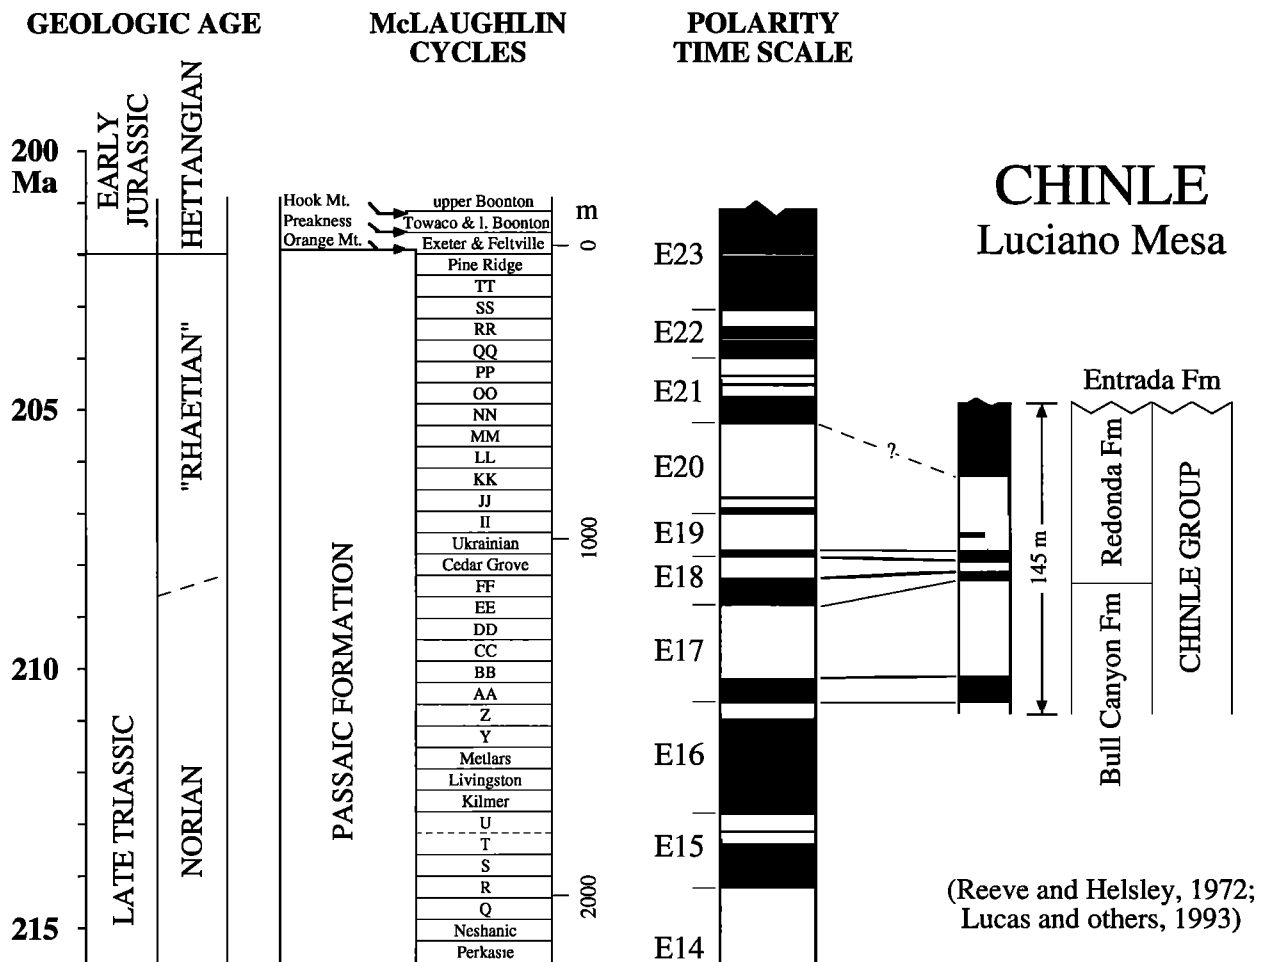 GEOLOGIC AGE
McLAUGHLIN
CYCLES
POLARITY
TIME SCALE
200
Ma
205
210
215
EARLY
JURASSIC
LATE TRIASSIC
HETTANGIAN
"RHAETIAN"
NORIAN
Hook Mt.
Preakness
Orange Mt.
PASSAIC FORMATION
upper Boonton
Towaco & l. Boonton
Exeter & Feltville
Pine Ridge
TT
SS
RR
QQ
PP
OO
NN
MM
LL
KK
JJ
II
Ukrainian
Cedar Grove
FF
EE
DD
CC
BB
AA
Z
Y
Metlars
Livingston
Kilmer
U
T
S
R
Q
Neshanic
Perkasie
m
0
1000
2000
E23
E22
E21
E20
E19
E18
E17
E16
E15
E14
?
CHINLE
Luciano Mesa
Entrada Fm
145 m
Redonda Fm
Bull Canyon Fm
CHINLE GROUP
(Reeve and Helsley, 1972;
Lucas and others, 1993)